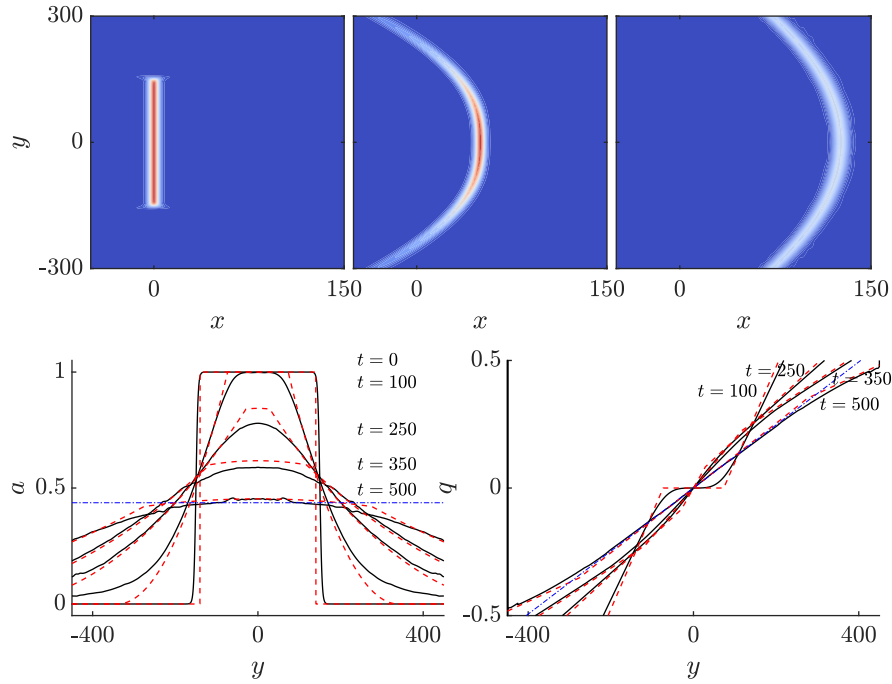 300
y
0
-300
0
150
0
150
0
150
x
x
x
1
a
0.5
0
t = 0
t = 100
t = 250
t = 350
t = 500
-400
0
400
y
0.5
q
0
-0.5
t = 250
t = 100
t = 350
t = 500
-400
0
400
y